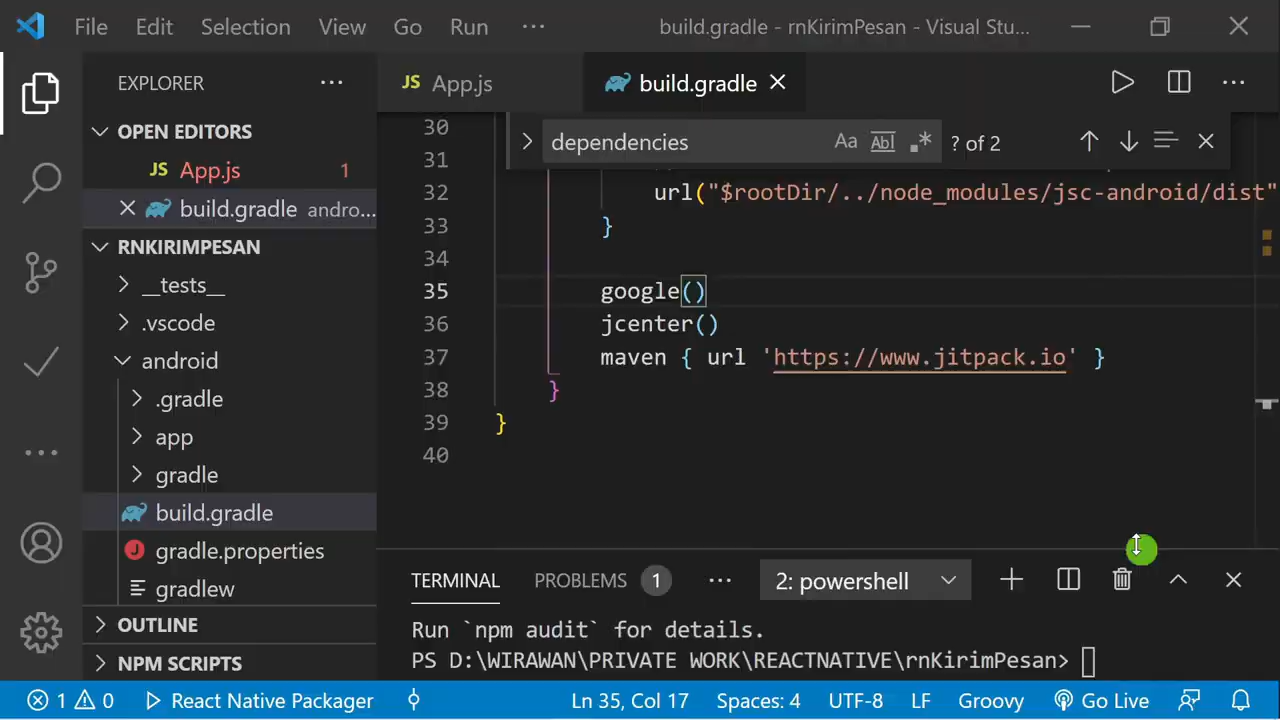 File Edit Selection View Go Run ··· build.gradle - rnKirimPesan - Visual Stu...
EXPLORER ···
OPEN EDITORS
JS App.js 1
build.gradle andro...
RNKIRIMPESAN
__tests__
.vscode
android
.gradle
app
gradle
build.gradle
gradle.properties
gradlew
OUTLINE
NPM SCRIPTS
JS App.js build.gradle
dependencies Aa Abl ? of 2
30
31
32 url("$rootDir/../node_modules/jsc-android/dist"
33 }
34
35 google()
36 jcenter()
37 maven { url 'https://www.jitpack.io' }
38 }
39 }
40
TERMINAL PROBLEMS 1 ··· 2: powershell
Run `npm audit` for details.
PS D:\WIRAWAN\PRIVATE WORK\REACTNATIVE\rnKirimPesan>
1 0 React Native Packager Ln 35, Col 17 Spaces: 4 UTF-8 LF Groovy Go Live